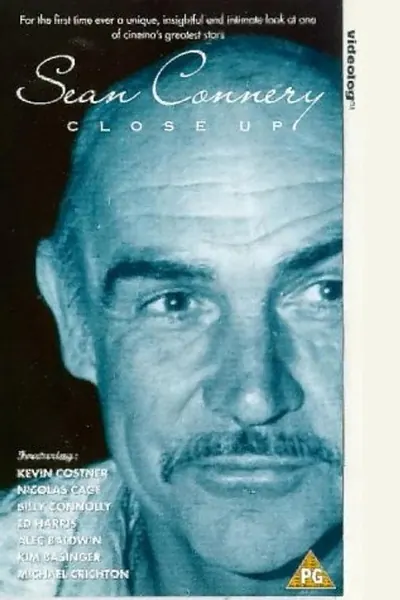 For the first time ever a unique, insightful and intimate look at one
of cinema's greatest stars
Sean Connery
CLOSE UP
videolog™
Featuring:
KEVIN COSTNER
NICOLAS CAGE
BILLY CONNOLLY
ED HARRIS
ALEC BALDWIN
KIM BASINGER
MICHAEL CRICHTON
PG